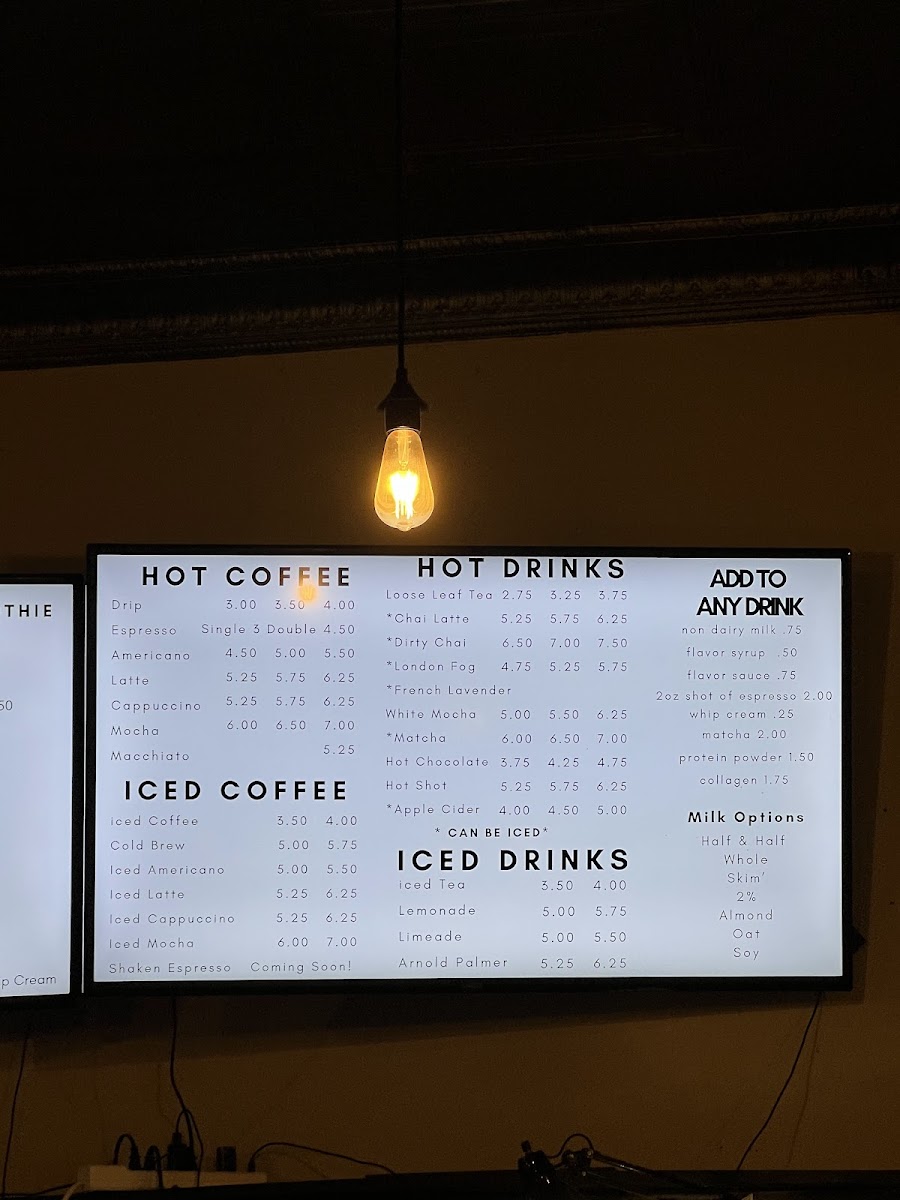 THIE
50
p Cream
HOT COFFEE
Drip 3.00 3.50 4.00
Espresso Single 3 Double 4.50
Americano 4.50 5.00 5.50
Latte 5.25 5.75 6.25
Cappuccino 5.25 5.75 6.25
Mocha 6.00 6.50 7.00
Macchiato 5.25
ICED COFFEE
iced Coffee 3.50 4.00
Cold Brew 5.00 5.75
Iced Americano 5.00 5.50
Iced Latte 5.25 6.25
Iced Cappuccino 5.25 6.25
Iced Mocha 6.00 7.00
Shaken Espresso Coming Soon!
HOT DRINKS
Loose Leaf Tea 2.75 3.25 3.75
*Chai Latte 5.25 5.75 6.25
*Dirty Chai 6.50 7.00 7.50
*London Fog 4.75 5.25 5.75
*French Lavender
White Mocha 5.00 5.50 6.25
*Matcha 6.00 6.50 7.00
Hot Chocolate 3.75 4.25 4.75
Hot Shot 5.25 5.75 6.25
*Apple Cider 4.00 4.50 5.00
* CAN BE ICED*
ICED DRINKS
iced Tea 3.50 4.00
Lemonade 5.00 5.75
Limeade 5.00 5.50
Arnold Palmer 5.25 6.25
ADD TO
ANY DRINK
non dairy milk .75
flavor syrup .50
flavor sauce .75
2oz shot of espresso 2.00
whip cream .25
matcha 2.00
protein powder 1.50
collagen 1.75
Milk Options
Half & Half
Whole
Skim'
2%
Almond
Oat
Soy